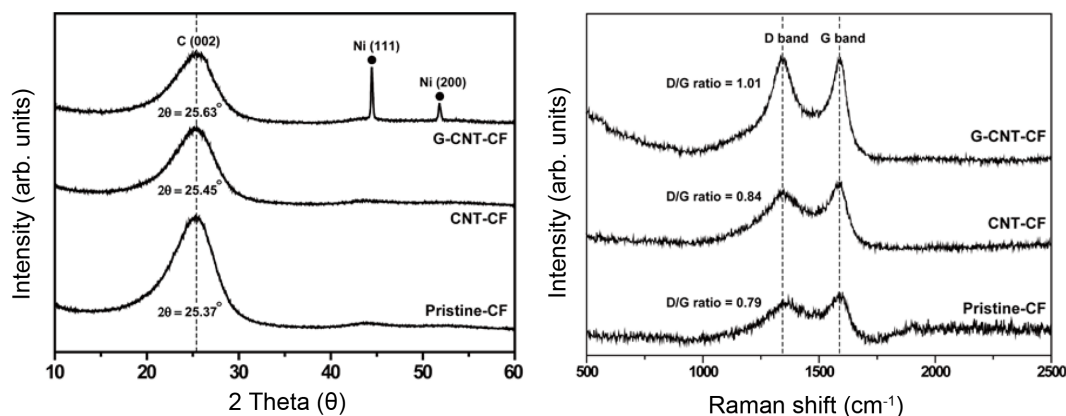 Intensity (arb. units)
C (002)
Ni (111)
Ni (200)
2θ = 25.63°
G-CNT-CF
2θ = 25.45°
CNT-CF
2θ = 25.37°
Pristine-CF
10 20 30 40 50 60
2 Theta (θ)
Intensity (arb. units)
D band G band
D/G ratio = 1.01
G-CNT-CF
D/G ratio = 0.84
CNT-CF
D/G ratio = 0.79
Pristine-CF
500 1000 1500 2000 2500
Raman shift (cm⁻¹)